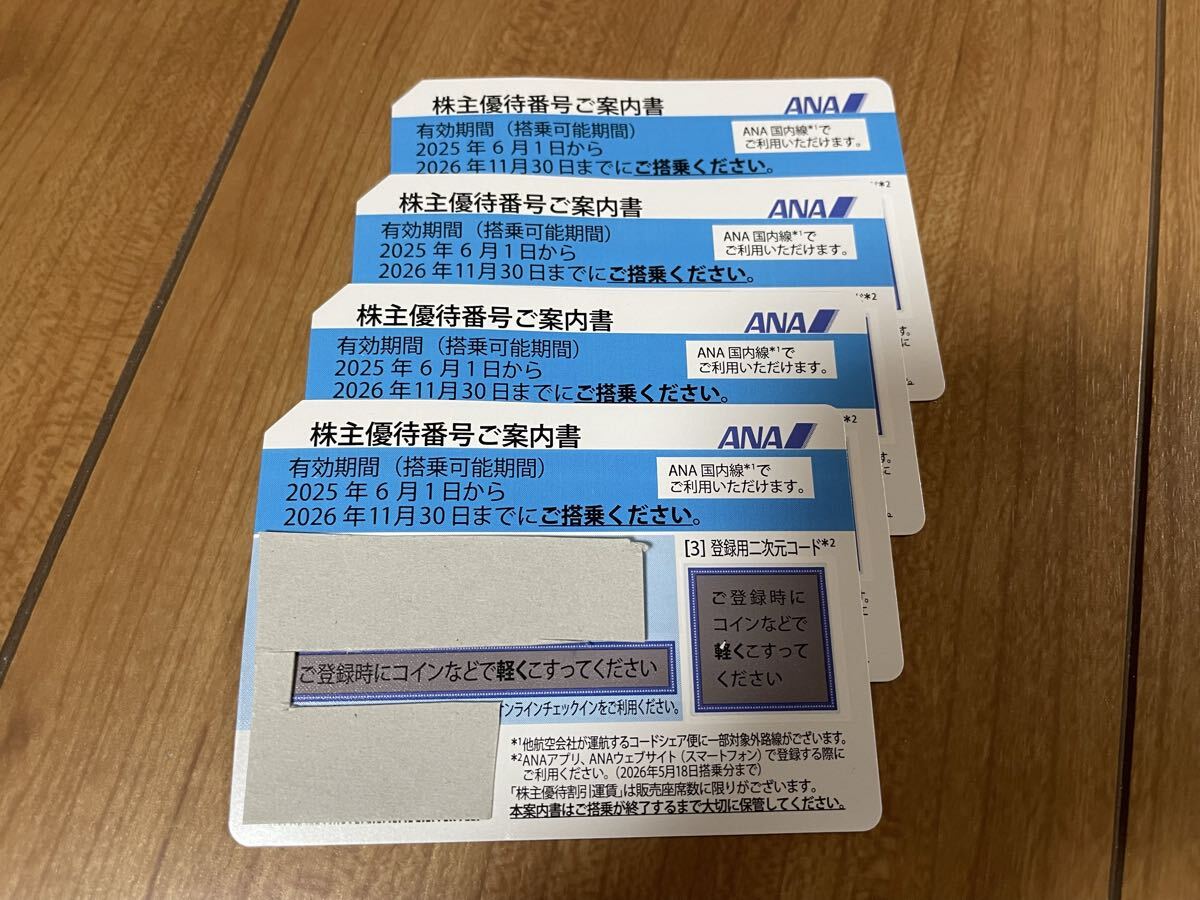 株主優待番号ご案内書 ANA
有効期間（搭乗可能期間）
2025年6月1日から
2026年11月30日までにご搭乗ください。
ANA国内線*1で
ご利用いただけます。
*2
株主優待番号ご案内書 ANA
有効期間（搭乗可能期間）
2025年6月1日から
2026年11月30日までにご搭乗ください。
ANA国内線*1で
ご利用いただけます。
*2
株主優待番号ご案内書 ANA
有効期間（搭乗可能期間）
2025年6月1日から
2026年11月30日までにご搭乗ください。
ANA国内線*1で
ご利用いただけます。
*2
株主優待番号ご案内書 ANA
有効期間（搭乗可能期間）
2025年6月1日から
2026年11月30日までにご搭乗ください。
ANA国内線*1で
ご利用いただけます。
[3] 登録用二次元コード*2
ご登録時に
コインなどで
軽くこすって
ください
ご登録時にコインなどで軽くこすってください
ンラインチェックインをご利用ください。
*1他航空会社が運航するコードシェア便に一部対象外路線がございます。
*2ANAアプリ、ANAウェブサイト（スマートフォン）で登録する際に
ご利用ください。（2026年5月18日搭乗分まで）
「株主優待割引運賃」は販売座席数に限りがございます。
本案内書はご搭乗が終了するまで大切に保管してください。